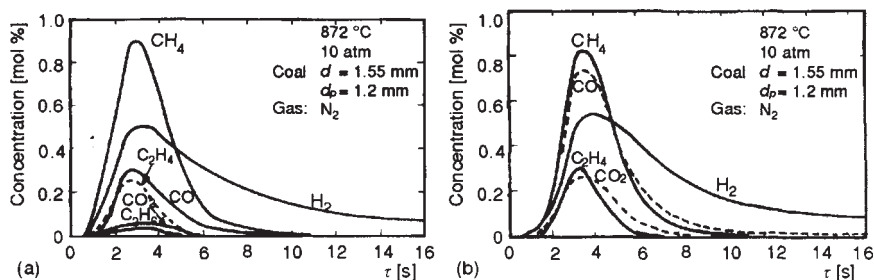 Concentration [mol %]
1.0
0.8
0.6
0.4
0.2
0
CH₄
872 °C
10 atm
Coal d = 1.55 mm
dₚ = 1.2 mm
Gas: N₂
C₂H₄
CO
CO
H₂
0 2 4 6 8 10 12 14 16
(a)
τ [s]
Concentration [mol %]
1.0
0.8
0.6
0.4
0.2
0
CH₄
872 °C
10 atm
Coal d = 1.55 mm
dₚ = 1.2 mm
Gas: N₂
CO
C₂H₄
CO₂
H₂
0 2 4 6 8 10 12 14 16
(b)
τ [s]